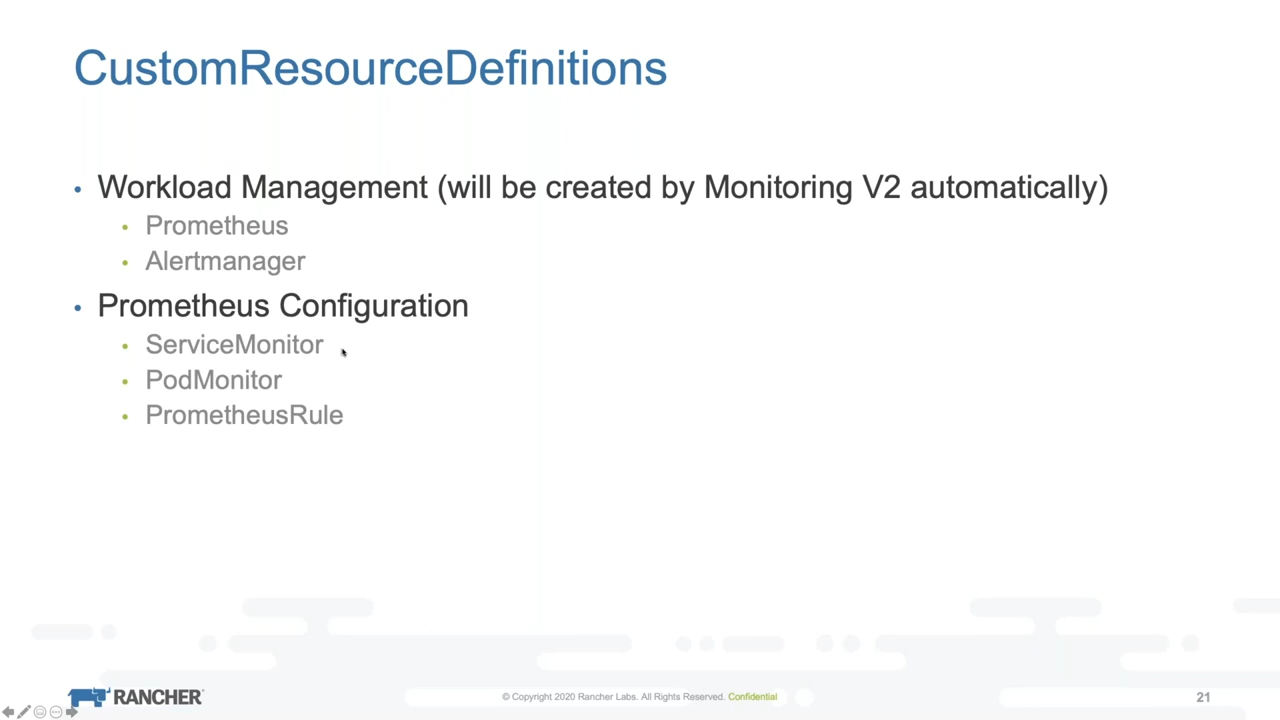 CustomResourceDefinitions
• Workload Management (will be created by Monitoring V2 automatically)
• Prometheus
• Alertmanager
• Prometheus Configuration
• ServiceMonitor
• PodMonitor
• PrometheusRule
RANCHER
© Copyright 2020 Rancher Labs. All Rights Reserved. Confidential
21